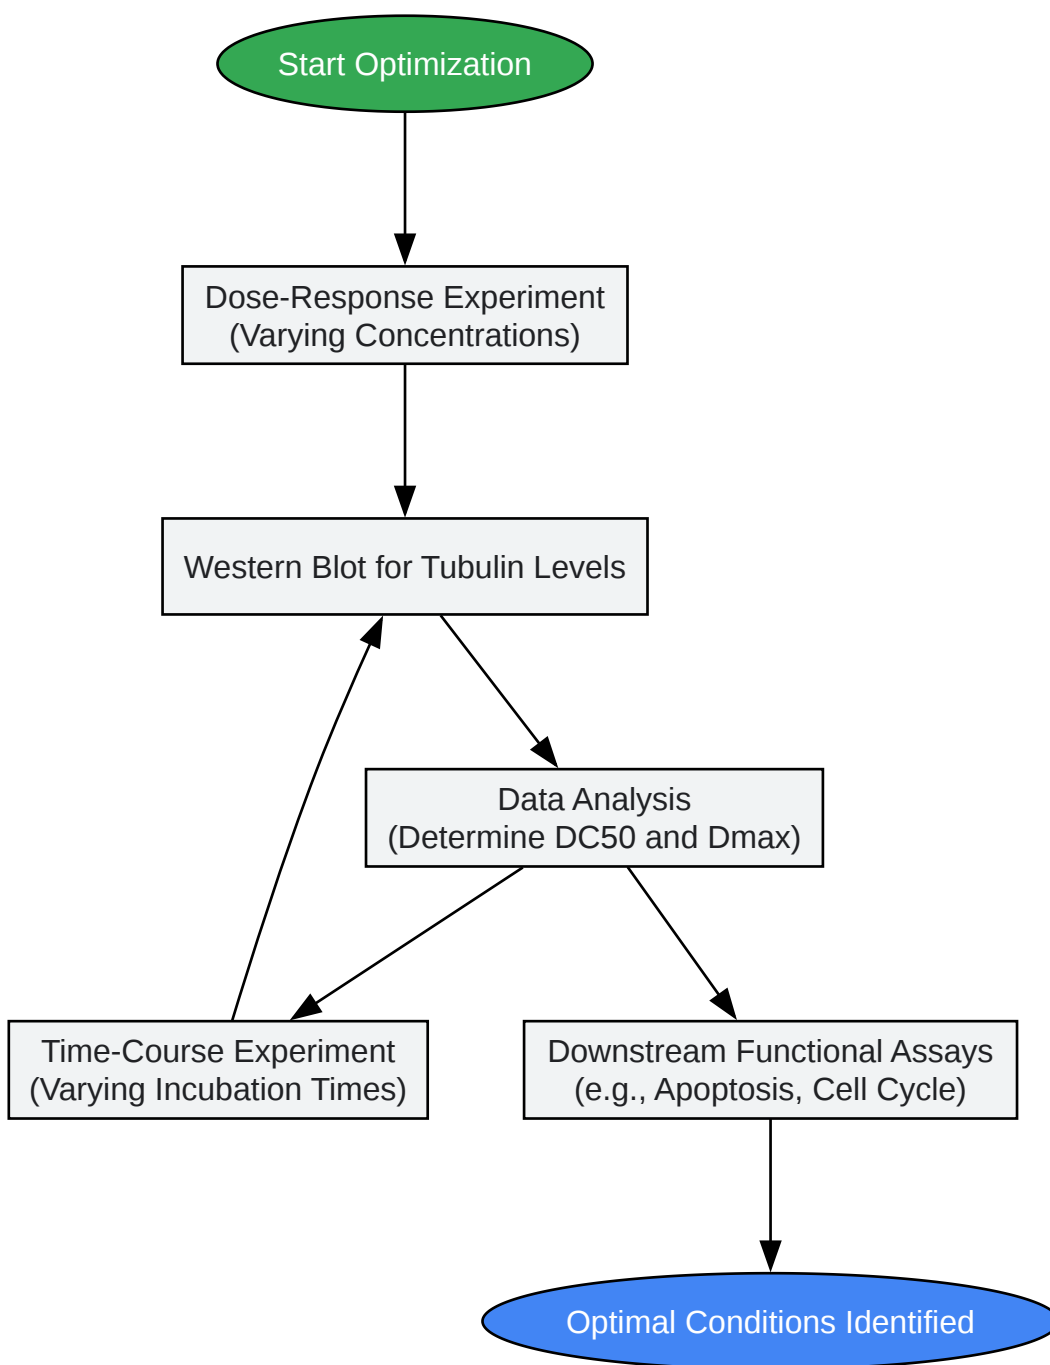 Start Optimization
Dose-Response Experiment
(Varying Concentrations)
Western Blot for Tubulin Levels
Data Analysis
(Determine DC50 and Dmax)
Time-Course Experiment
(Varying Incubation Times)
Downstream Functional Assays
(e.g., Apoptosis, Cell Cycle)
Optimal Conditions Identified